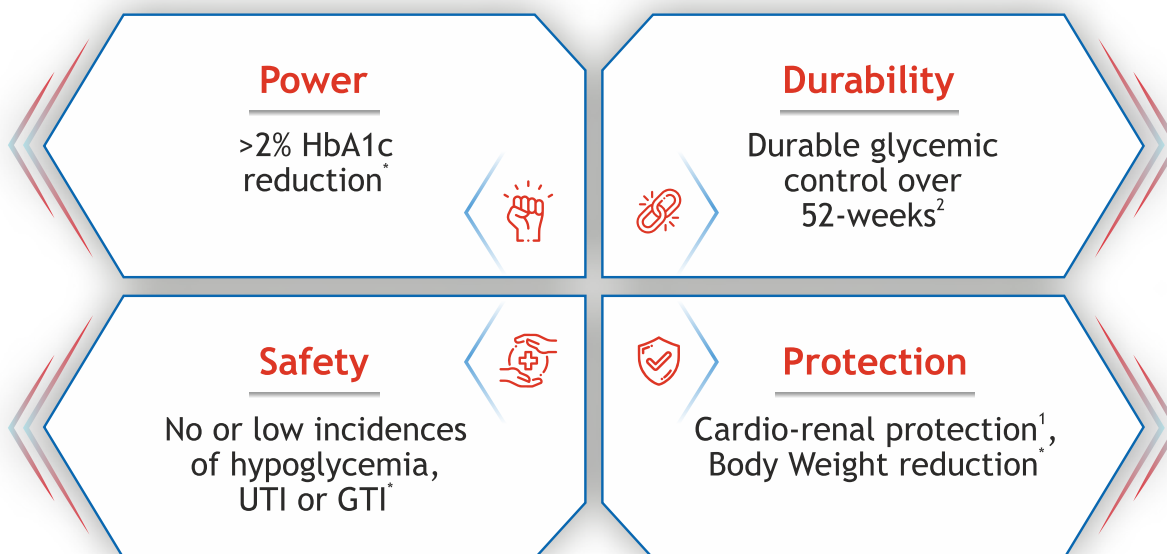 Power
>2% HbA1c
reduction*
Durability
Durable glycemic
control over
52-weeks²
Safety
No or low incidences
of hypoglycemia,
UTI or GTI*
Protection
Cardio-renal protection¹,
Body Weight reduction*